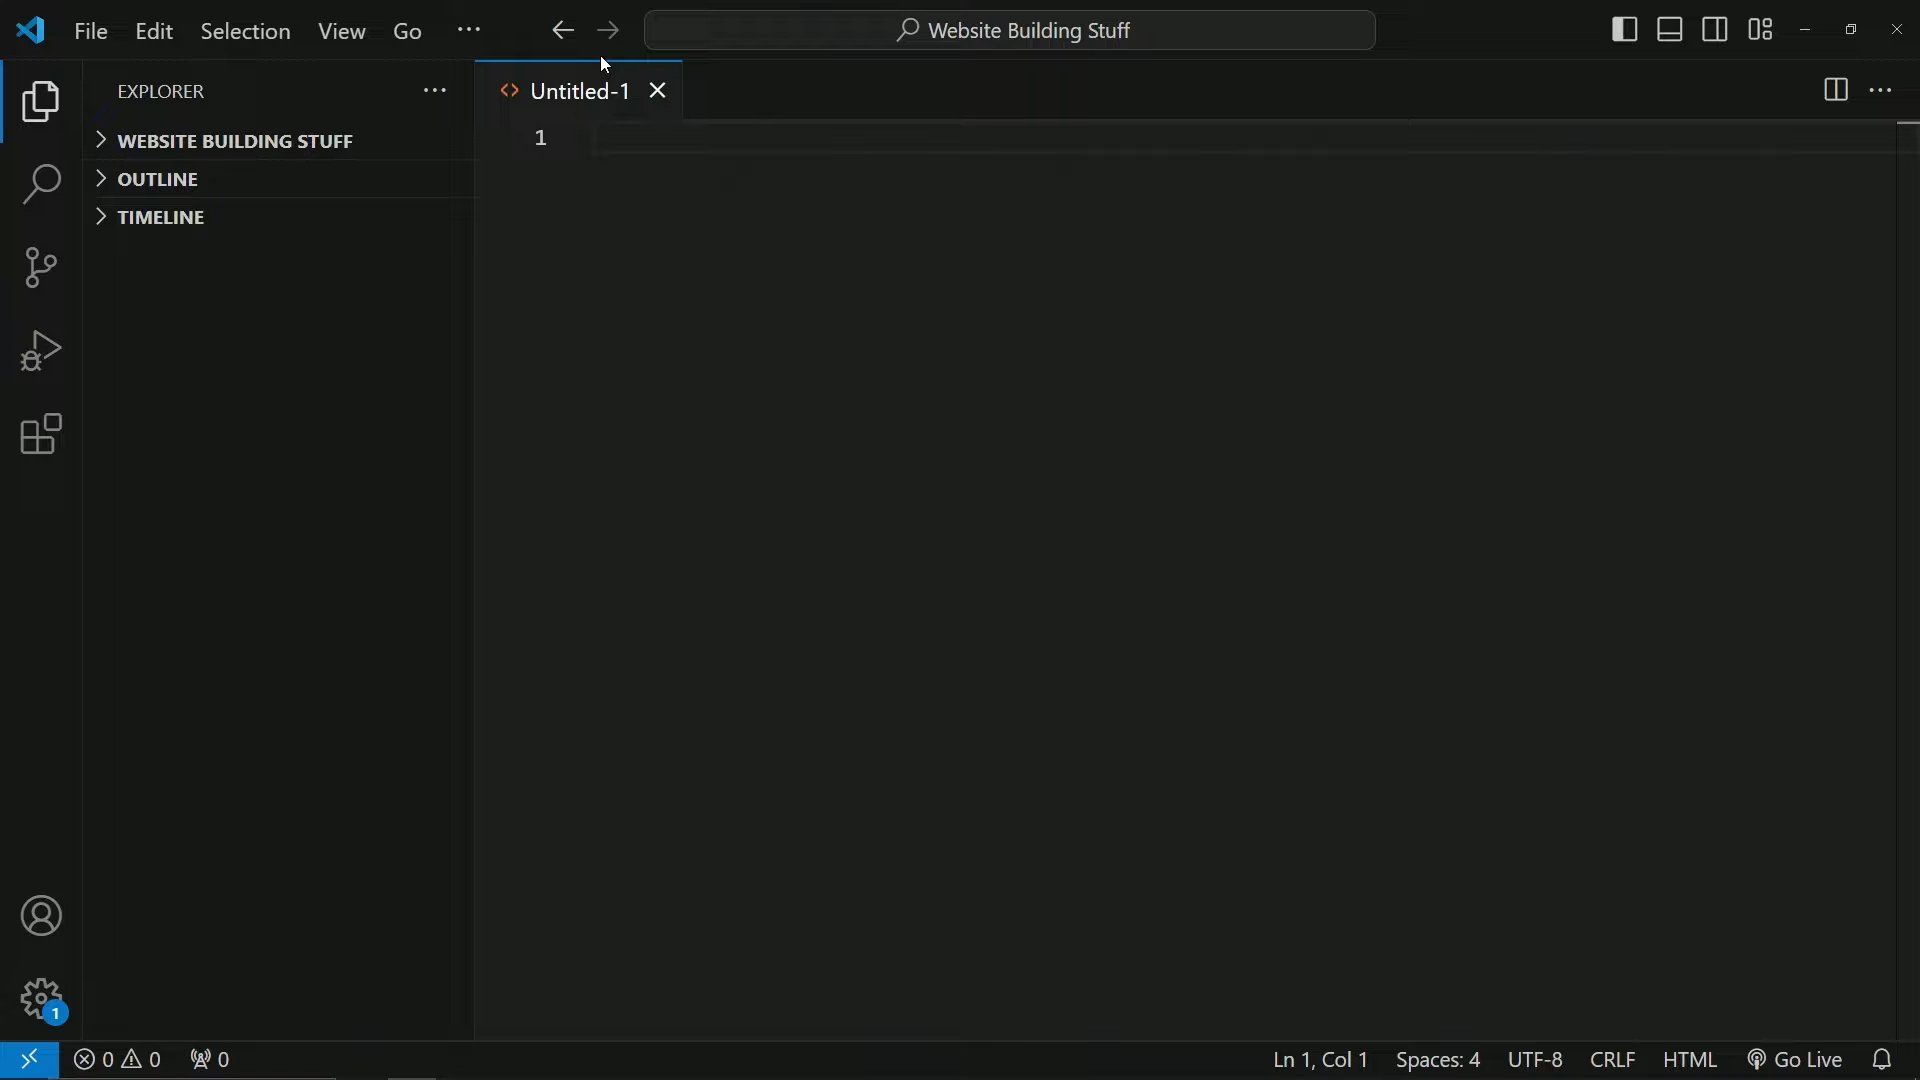 File Edit Selection View Go ···
Website Building Stuff
EXPLORER ···
Untitled-1
WEBSITE BUILDING STUFF
OUTLINE
TIMELINE
1
1
0 0 0
Ln 1, Col 1 Spaces: 4 UTF-8 CRLF HTML Go Live